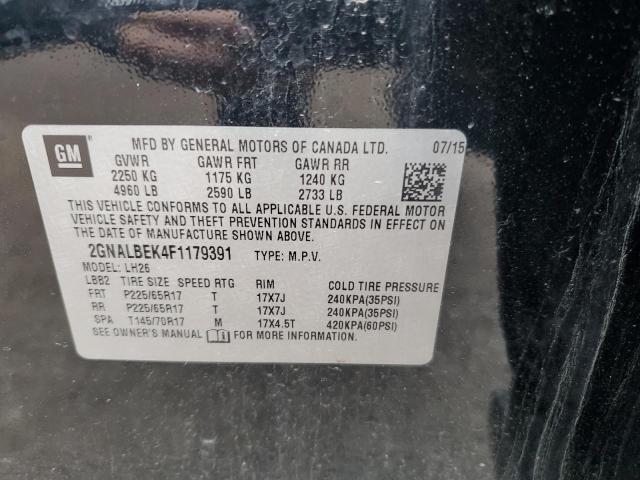 GM
MFD BY GENERAL MOTORS OF CANADA LTD. 07/15
GVWR GAWR FRT GAWR RR
2250 KG 1175 KG 1240 KG
4960 LB 2590 LB 2733 LB
THIS VEHICLE CONFORMS TO ALL APPLICABLE U.S. FEDERAL MOTOR
VEHICLE SAFETY AND THEFT PREVENTION STANDARDS IN EFFECT ON
THE DATE OF MANUFACTURE SHOWN ABOVE.
2GNALBEK4F1179391 TYPE: M.P.V.
MODEL: LH26
LBB2 TIRE SIZE SPEED RTG RIM COLD TIRE PRESSURE
FRT P225/65R17 T 17X7J 240KPA(35PSI)
RR P225/65R17 T 17X7J 240KPA(35PSI)
SPA T145/70R17 M 17X4.5T 420KPA(60PSI)
SEE OWNER'S MANUAL FOR MORE INFORMATION.